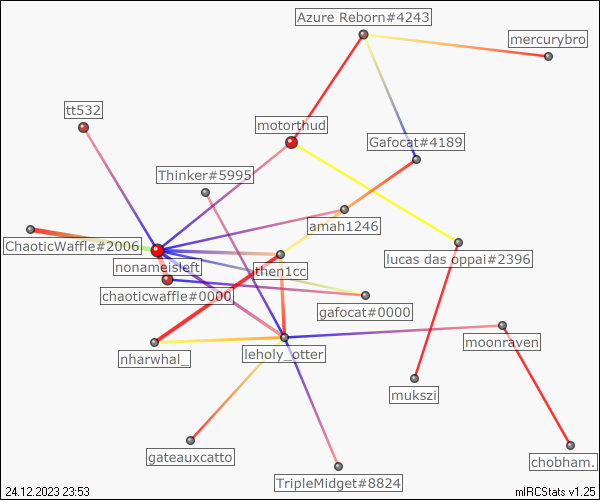 Azure Reborn#4243
mercurybro
tt532
motorthud
Gafocat#4189
Thinker#5995
amah1246
ChaoticWaffle#2006
lucas das oppai#2396
nonameisleft
then1cc
chaoticwaffle#0000
gafocat#0000
moonraven
leholy_otter
nharwhal_
mukszi
gateauxcatto
chobham.
TripleMidget#8824
24.12.2023 23:53
mIRCStats v1.25